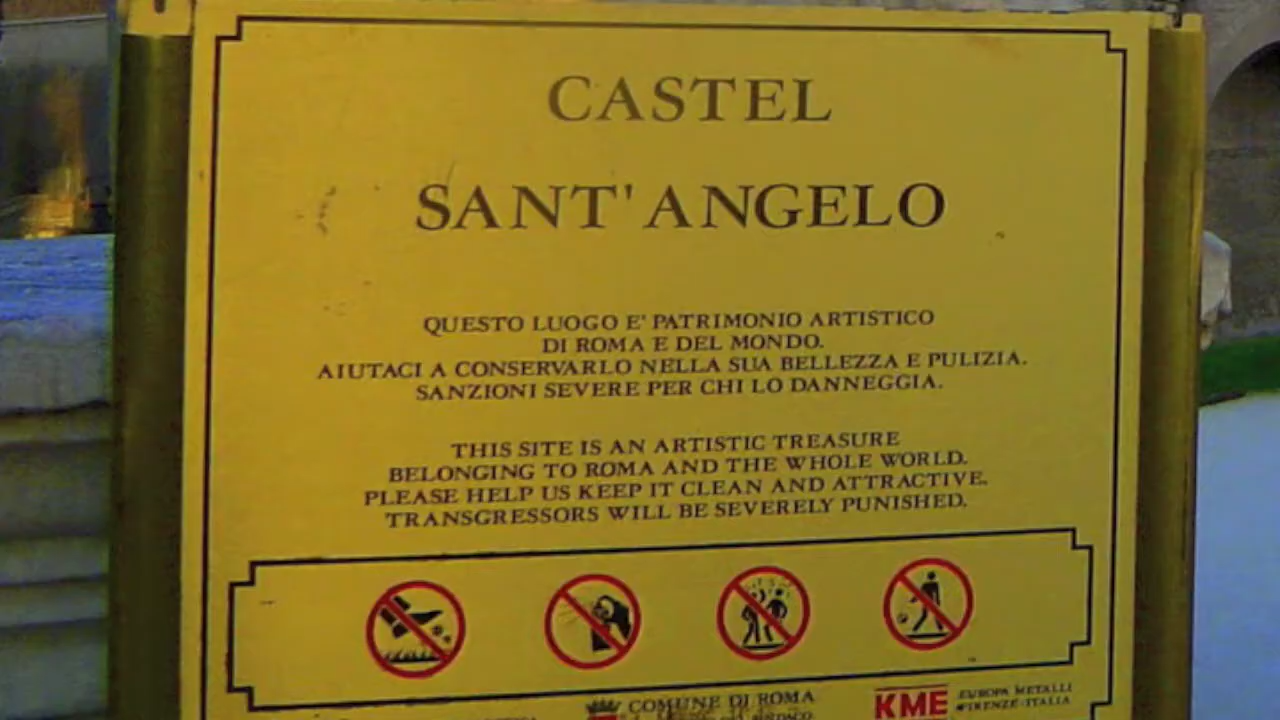 CASTEL
SANT'ANGELO
QUESTO LUOGO E' PATRIMONIO ARTISTICO
DI ROMA E DEL MONDO.
AIUTACI A CONSERVARLO NELLA SUA BELLEZZA E PULIZIA.
SANZIONI SEVERE PER CHI LO DANNEGGIA.
THIS SITE IS AN ARTISTIC TREASURE
BELONGING TO ROMA AND THE WHOLE WORLD.
PLEASE HELP US KEEP IT CLEAN AND ATTRACTIVE.
TRANSGRESSORS WILL BE SEVERELY PUNISHED.
COMUNE DI ROMA
KME EUROPA METALLI
FIRENZE-ITALIA